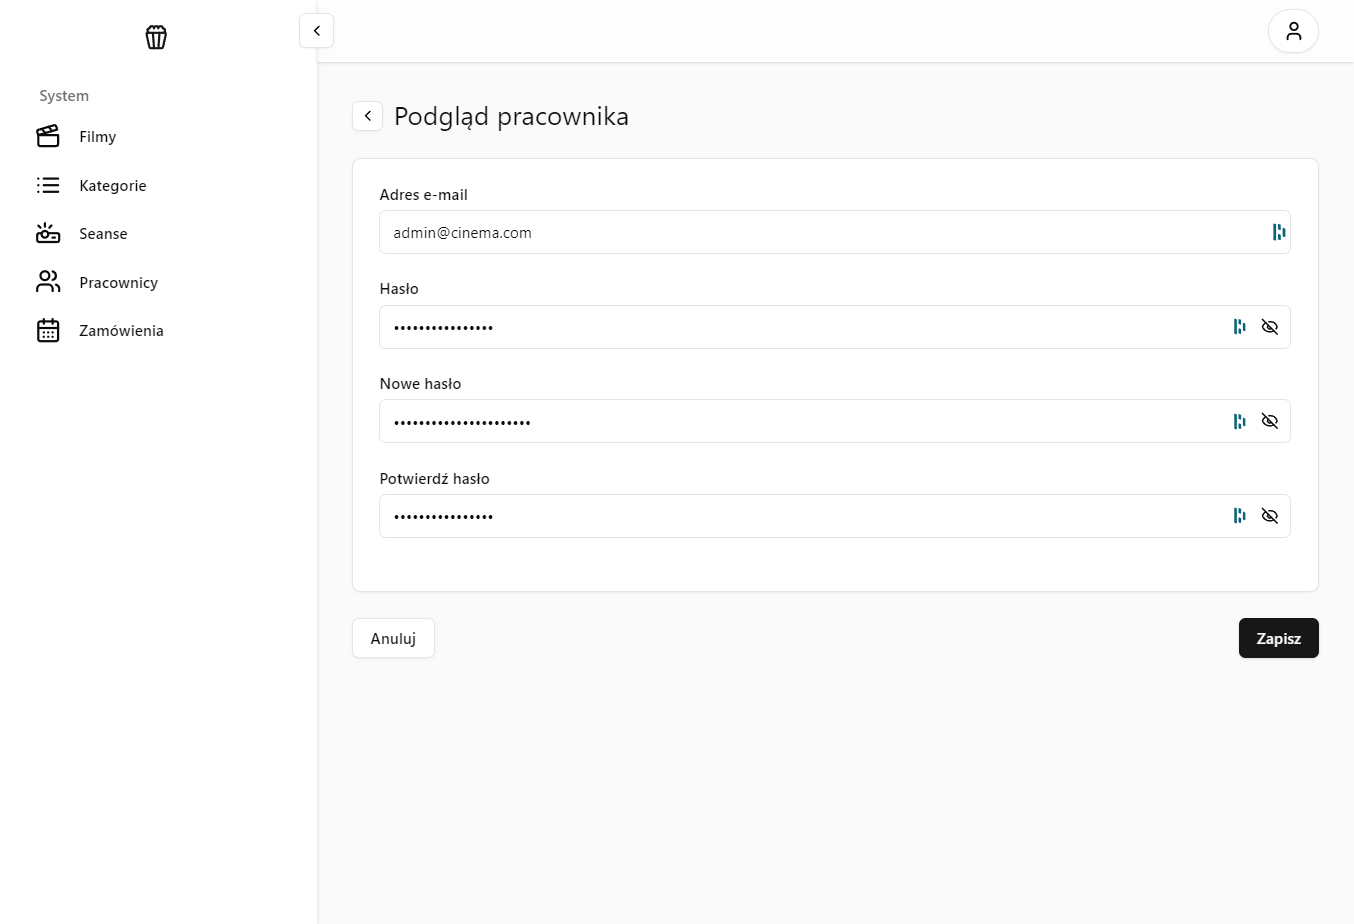 System
Filmy
Kategorie
Seanse
Pracownicy
Zamówienia
Podgląd pracownika
Adres e-mail
admin@cinema.com
Hasło
••••••••••••••••
Nowe hasło
••••••••••••••••••••••
Potwierdź hasło
••••••••••••••••
Anuluj
Zapisz